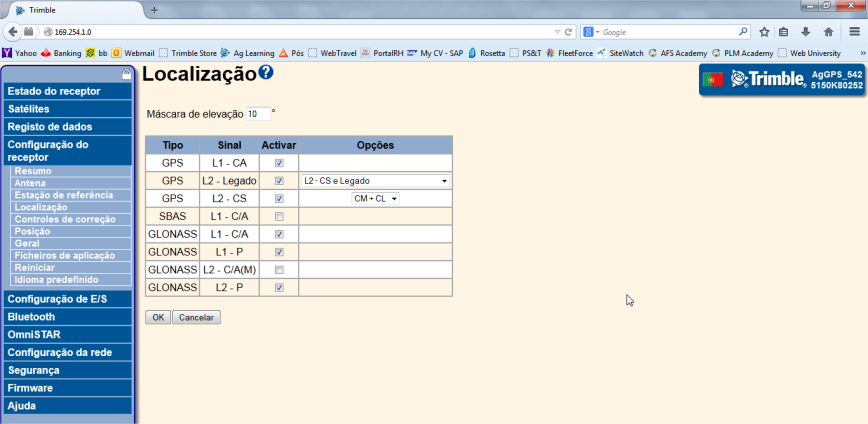 Trimble
169.254.1.0
Google
Yahoo Banking bb Webmail Trimble Store Ag Learning Pós WebTravel PortalRH My CV - SAP Rosetta PS&T FleetForce SiteWatch AFS Academy PLM Academy Web University »
Localização
Trimble
AgGPS_542
5150K80252
Estado do receptor
Satélites
Registo de dados
Configuração do
receptor
Resumo
Antena
Estação de referência
Localização
Controles de correção
Posição
Geral
Ficheiros de aplicação
Reiniciar
Idioma predefinido
Configuração de E/S
Bluetooth
OmniSTAR
Configuração da rede
Segurança
Firmware
Ajuda
Máscara de elevação 10 °
Tipo Sinal Activar Opções
GPS L1 - CA
GPS L2 - Legado L2 - CS e Legado
GPS L2 - CS CM + CL
SBAS L1 - C/A
GLONASS L1 - C/A
GLONASS L1 - P
GLONASS L2 - C/A(M)
GLONASS L2 - P
OK Cancelar